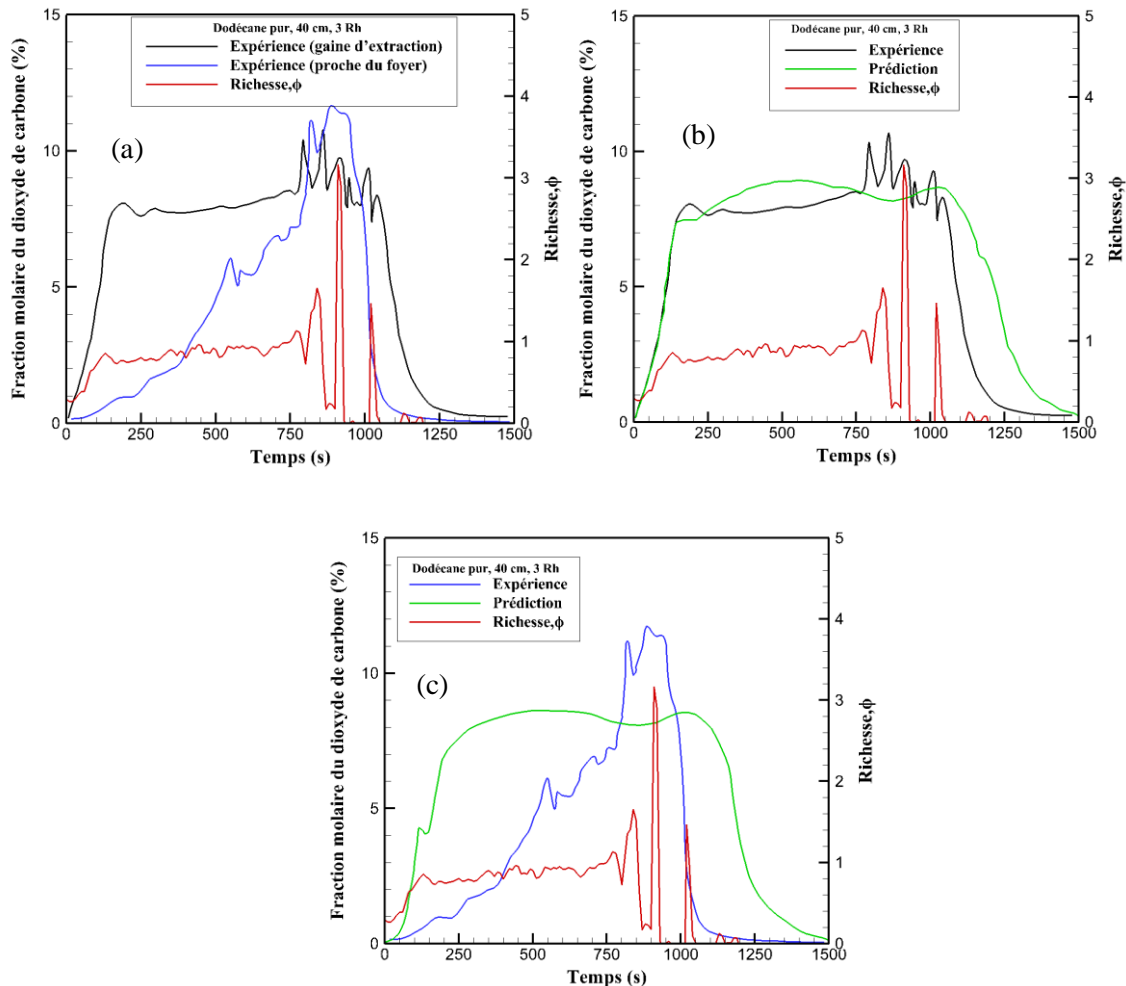 Dodécane pur, 40 cm, 3 Rh
Expérience (gaine d'extraction)
Expérience (proche du foyer)
Richesse,ϕ
(a)
Fraction molaire du dioxyde de carbone (%)
0 5 10 15
0 250 500 750 1000 1250 1500
Temps (s)
0 1 2 3 4 5
Richesse,ϕ
Dodécane pur, 40 cm, 3 Rh
Expérience
Prédiction
Richesse,ϕ
(b)
Fraction molaire du dioxyde de carbone (%)
0 5 10 15
0 250 500 750 1000 1250 1500
Temps (s)
0 1 2 3 4 5
Richesse,ϕ
Dodécane pur, 40 cm, 3 Rh
Expérience
Prédiction
Richesse,ϕ
(c)
Fraction molaire du dioxyde de carbone (%)
0 5 10 15
0 250 500 750 1000 1250 1500
Temps (s)
0 1 2 3 4 5
Richesse,ϕ